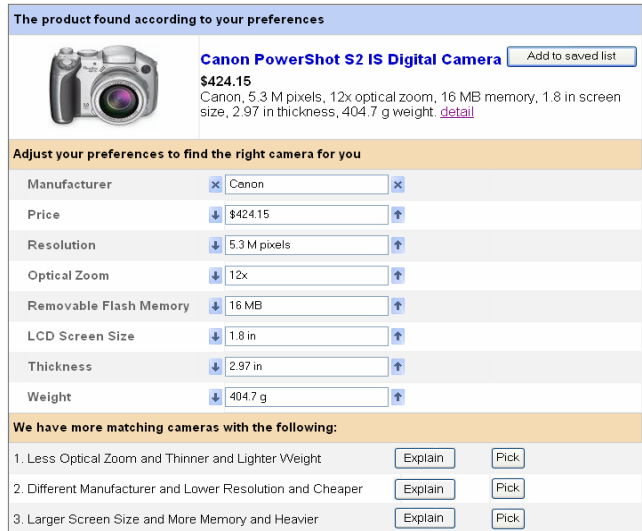 The product found according to your preferences
Canon PowerShot S2 IS Digital Camera
Add to saved list
$424.15
Canon, 5.3 M pixels, 12x optical zoom, 16 MB memory, 1.8 in screen
size, 2.97 in thickness, 404.7 g weight. detail
Adjust your preferences to find the right camera for you
Manufacturer Canon
Price $424.15
Resolution 5.3 M pixels
Optical Zoom 12x
Removable Flash Memory 16 MB
LCD Screen Size 1.8 in
Thickness 2.97 in
Weight 404.7 g
We have more matching cameras with the following:
1. Less Optical Zoom and Thinner and Lighter Weight Explain Pick
2. Different Manufacturer and Lower Resolution and Cheaper Explain Pick
3. Larger Screen Size and More Memory and Heavier Explain Pick